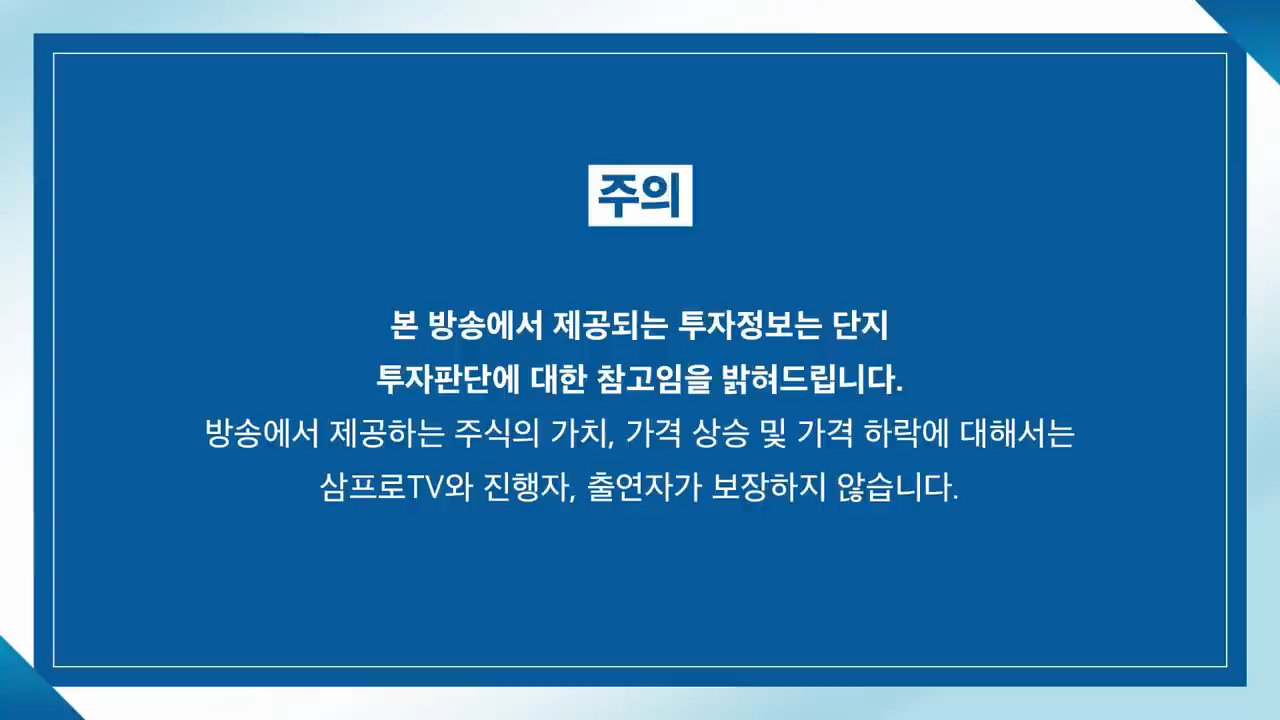 주의
본 방송에서 제공되는 투자정보는 단지
투자판단에 대한 참고임을 밝혀드립니다.
방송에서 제공하는 주식의 가치, 가격 상승 및 가격 하락에 대해서는
삼프로TV와 진행자, 출연자가 보장하지 않습니다.